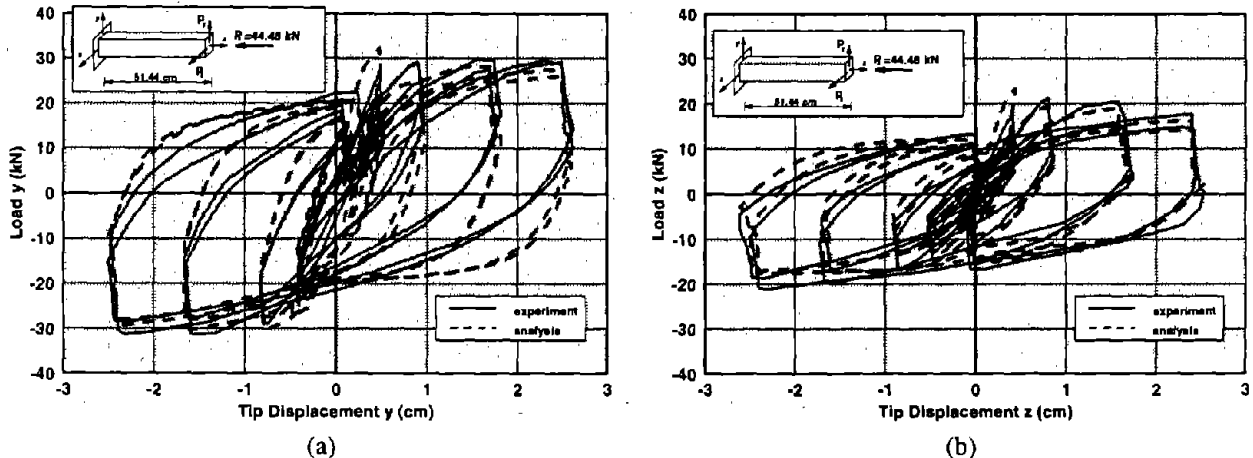 R =44.48 kN
51.44 cm
Load y (kN)
40
30
20
10
0
-10
-20
-30
-40
-3
-2
-1
0
1
2
3
Tip Displacement y (cm)
experiment
analysis
(a)
R =44.48 kN
51.44 cm
Load z (kN)
40
30
20
10
0
-10
-20
-30
-40
-3
-2
-1
0
1
2
3
Tip Displacement z (cm)
experiment
analysis
(b)